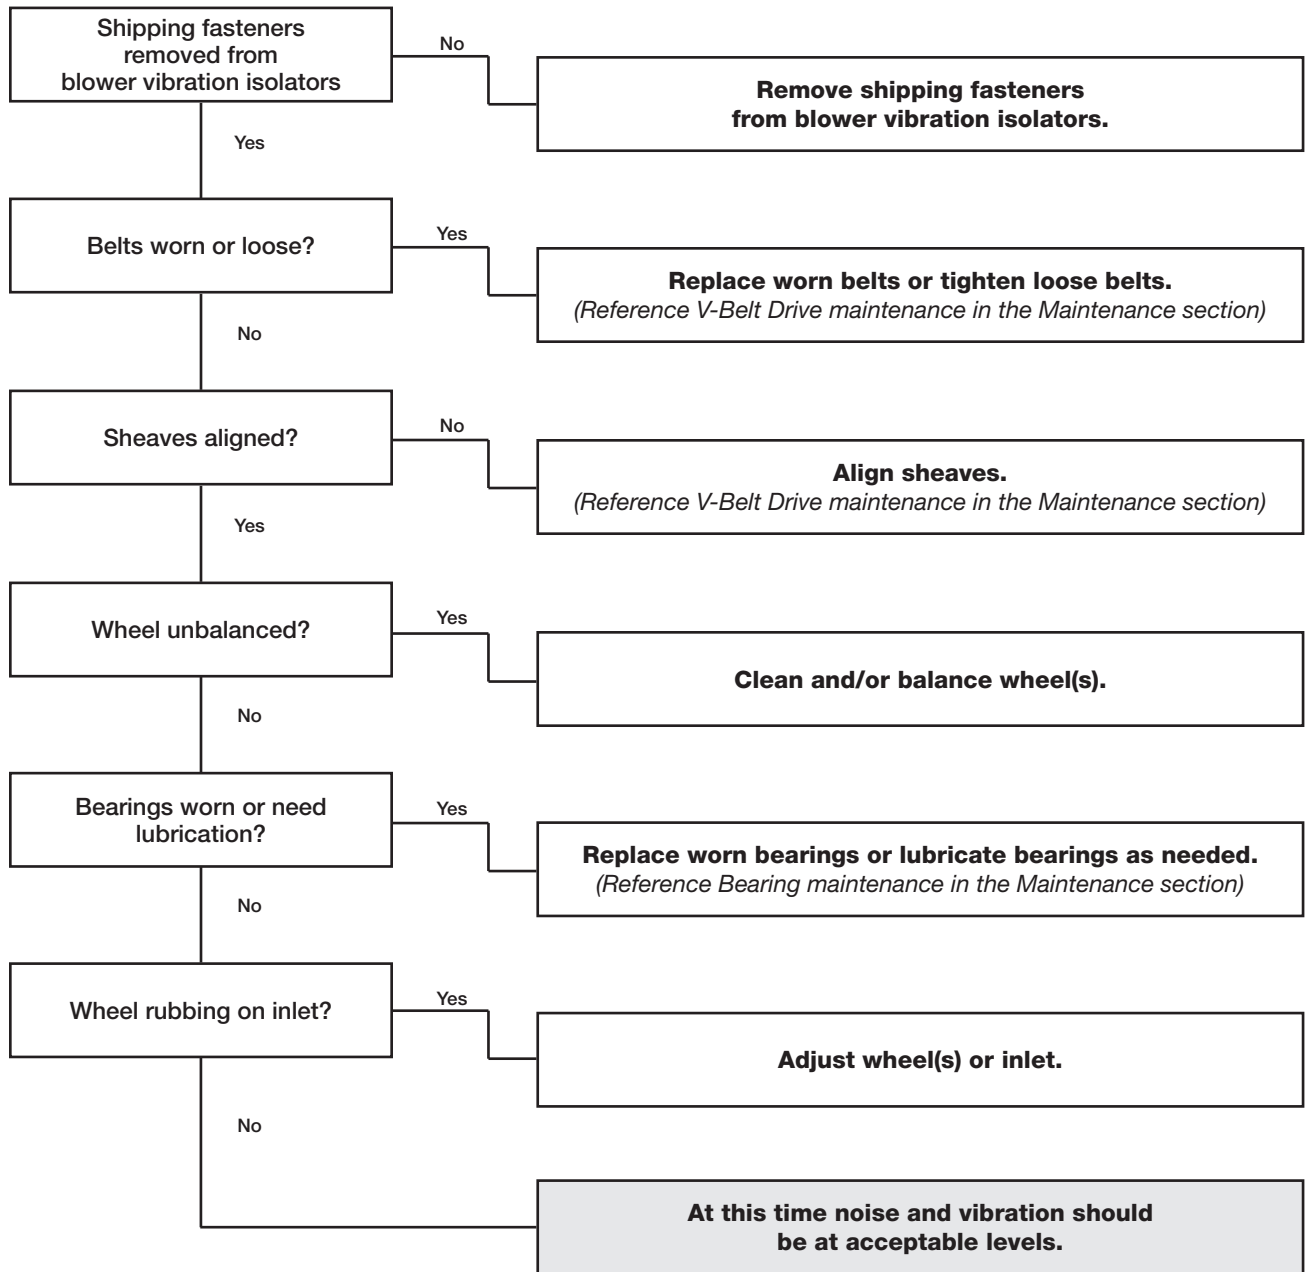 Shipping fasteners
removed from
blower vibration isolators
No
Remove shipping fasteners
from blower vibration isolators.
Yes
Belts worn or loose?
Yes
Replace worn belts or tighten loose belts.
(Reference V-Belt Drive maintenance in the Maintenance section)
No
Sheaves aligned?
No
Align sheaves.
(Reference V-Belt Drive maintenance in the Maintenance section)
Yes
Wheel unbalanced?
Yes
Clean and/or balance wheel(s).
No
Bearings worn or need
lubrication?
Yes
Replace worn bearings or lubricate bearings as needed.
(Reference Bearing maintenance in the Maintenance section)
No
Wheel rubbing on inlet?
Yes
Adjust wheel(s) or inlet.
No
At this time noise and vibration should
be at acceptable levels.